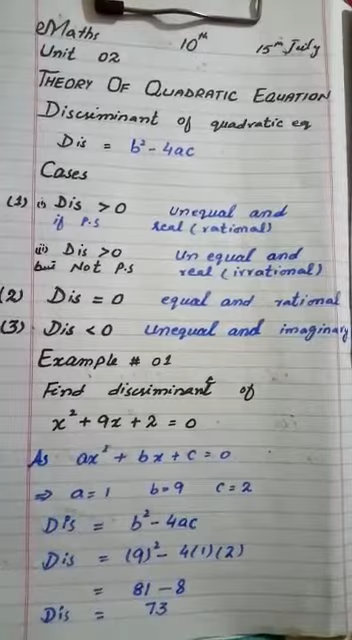 Maths 10th 15th July
Unit 02
THEORY OF QUADRATIC EQUATION
Discriminant of quadratic eq
Dis = b² - 4ac
Cases
(1) i) Dis > 0 unequal and
if P.S real (rational)
ii) Dis > 0 Un equal and
but Not P.S real (irrational)
(2) Dis = 0 equal and rational
(3) Dis < 0 Unequal and imaginary
Example # 01
Find discriminant of
x² + 9x + 2 = 0
As ax² + bx + c = 0
⇒ a = 1 b = 9 c = 2
Dis = b² - 4ac
Dis = (9)² - 4(1)(2)
= 81 - 8
Dis = 73